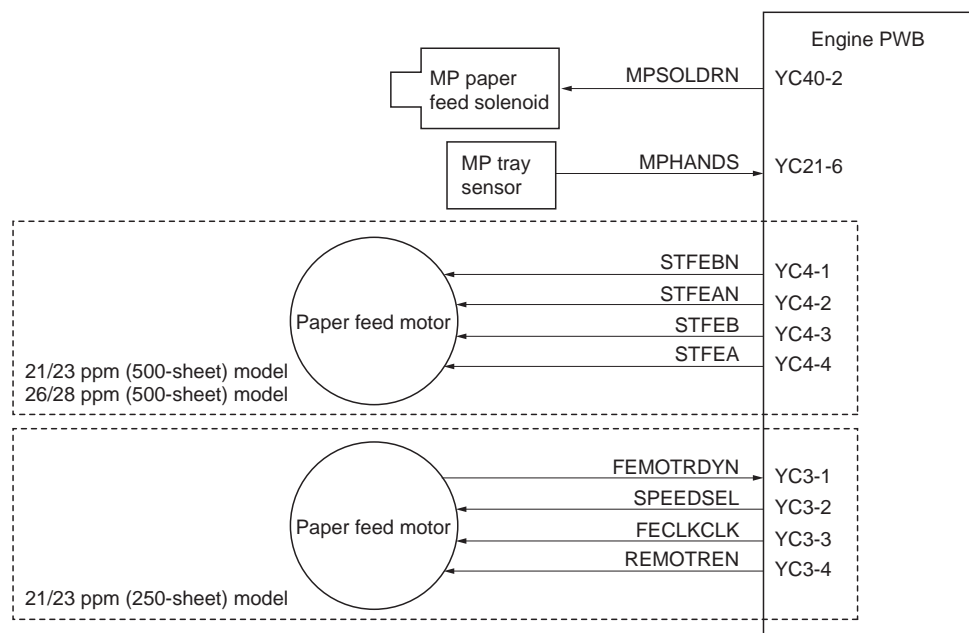 Engine PWB
MP paper
feed solenoid
MPSOLDRN
YC40-2
MP tray
sensor
MPHANDS
YC21-6
Paper feed motor
STFEBN
YC4-1
STFEAN
YC4-2
STFEB
YC4-3
STFEA
YC4-4
21/23 ppm (500-sheet) model
26/28 ppm (500-sheet) model
Paper feed motor
FEMOTRDYN
YC3-1
SPEEDSEL
YC3-2
FECLKCLK
YC3-3
REMOTREN
YC3-4
21/23 ppm (250-sheet) model